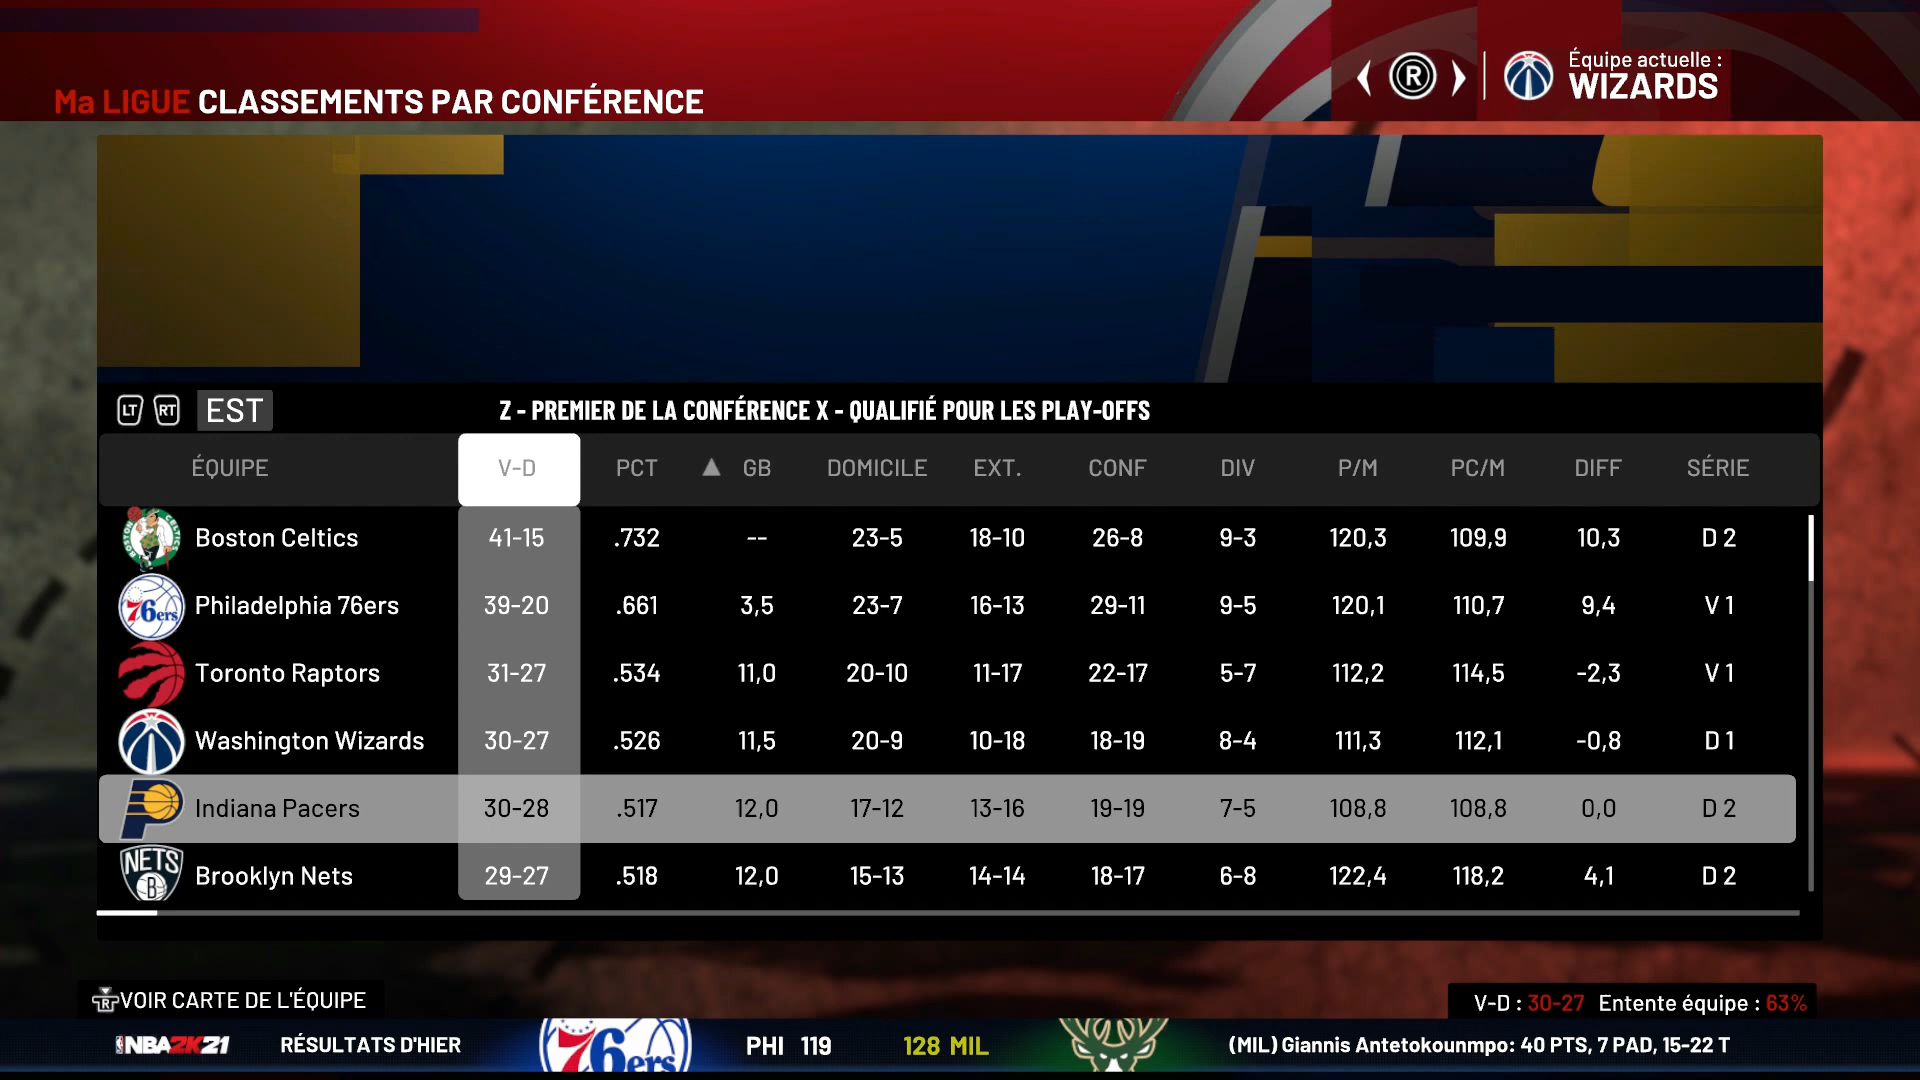 Ma LIGUE CLASSEMENTS PAR CONFÉRENCE
R
Équipe actuelle :
WIZARDS
LT RT EST
Z - PREMIER DE LA CONFÉRENCE X - QUALIFIÉ POUR LES PLAY-OFFS
ÉQUIPE V-D PCT GB DOMICILE EXT. CONF DIV P/M PC/M DIFF SÉRIE
Boston Celtics 41-15 .732 -- 23-5 18-10 26-8 9-3 120,3 109,9 10,3 D 2
76ers Philadelphia 76ers 39-20 .661 3,5 23-7 16-13 29-11 9-5 120,1 110,7 9,4 V 1
Toronto Raptors 31-27 .534 11,0 20-10 11-17 22-17 5-7 112,2 114,5 -2,3 V 1
Washington Wizards 30-27 .526 11,5 20-9 10-18 18-19 8-4 111,3 112,1 -0,8 D 1
Indiana Pacers 30-28 .517 12,0 17-12 13-16 19-19 7-5 108,8 108,8 0,0 D 2
NETS B Brooklyn Nets 29-27 .518 12,0 15-13 14-14 18-17 6-8 122,4 118,2 4,1 D 2
R VOIR CARTE DE L'ÉQUIPE
V-D : 30-27 Entente équipe : 63%
NBA2K21 RÉSULTATS D'HIER 76ers PHI 119 128 MIL (MIL) Giannis Antetokounmpo: 40 PTS, 7 PAD, 15-22 T